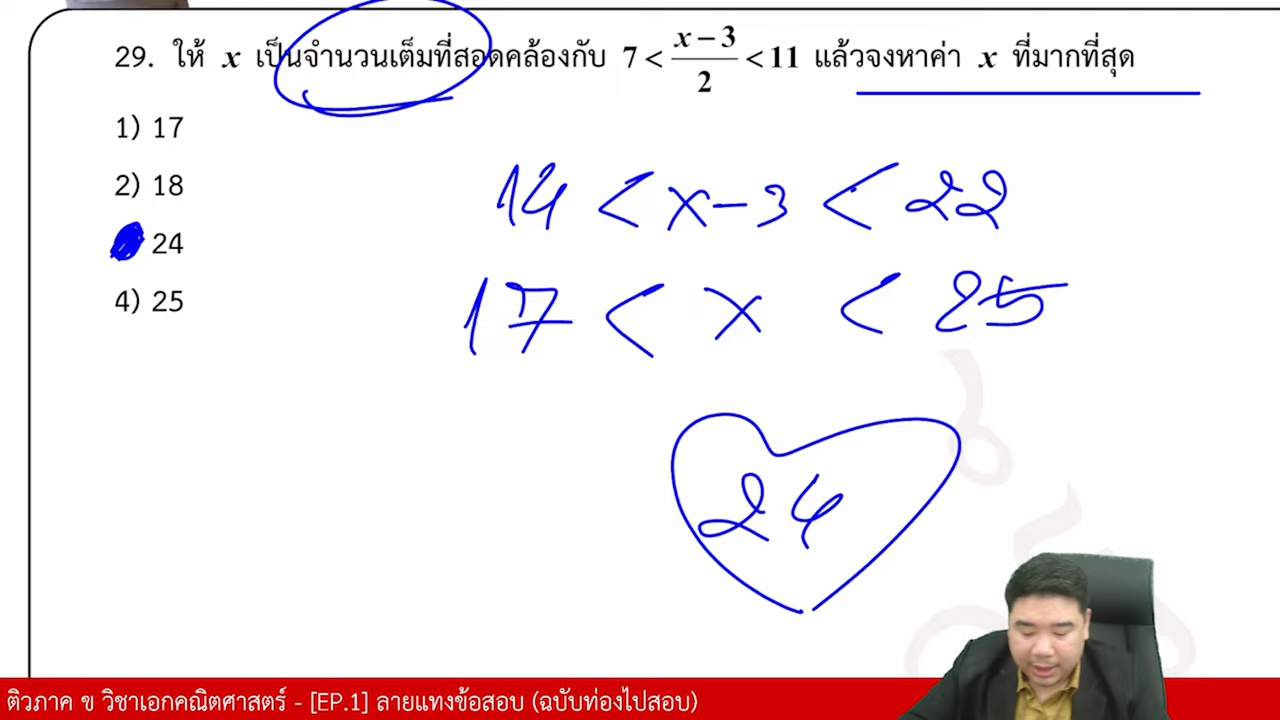 29. ให้ x เป็นจำนวนเต็มที่สอดคล้องกับ 7 < (x − 3)/2 < 11 แล้วจงหาค่า x ที่มากที่สุด
1) 17
2) 18
24
4) 25
14 < x − 3 < 22
17 < x < 25
24
ติวภาค ข วิชาเอกคณิตศาสตร์ - [EP.1] ลายแทงข้อสอบ (ฉบับท่องไปสอบ)